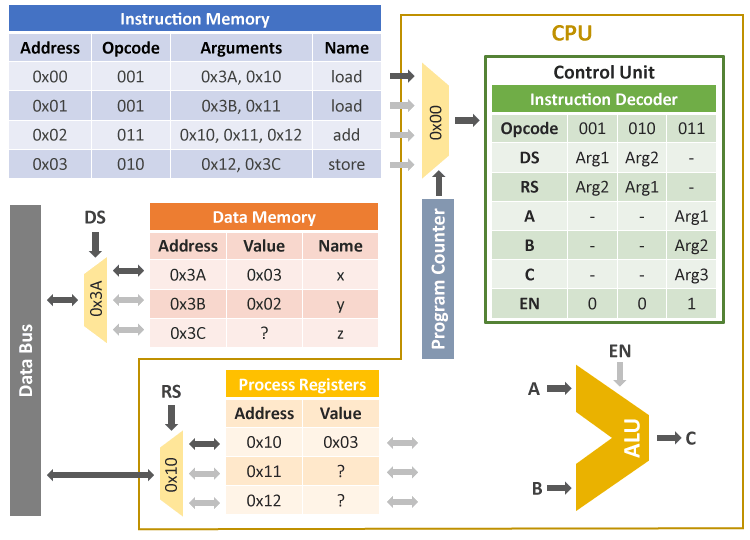 Instruction Memory
Address Opcode Arguments Name
0x00 001 0x3A, 0x10 load
0x01 001 0x3B, 0x11 load
0x02 011 0x10, 0x11, 0x12 add
0x03 010 0x12, 0x3C store
CPU
0x00
Program Counter
Control Unit
Instruction Decoder
Opcode 001 010 011
DS Arg1 Arg2 -
RS Arg2 Arg1 -
A - - Arg1
B - - Arg2
C - - Arg3
EN 0 0 1
Data Bus
DS
0x3A
Data Memory
Address Value Name
0x3A 0x03 x
0x3B 0x02 y
0x3C ? z
RS
0x10
Process Registers
Address Value
0x10 0x03
0x11 ?
0x12 ?
EN
A
ALU
C
B